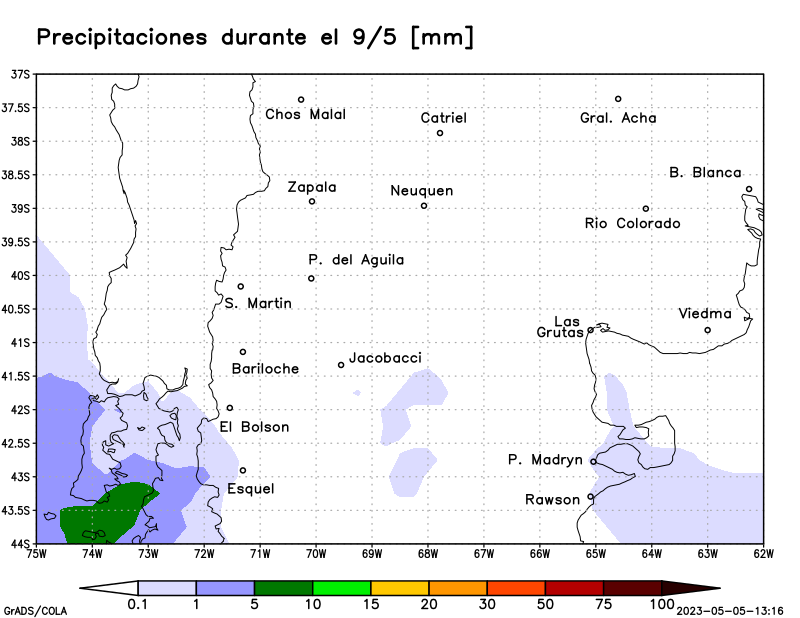 Precipitaciones durante el 9/5 [mm]
37S
37.5S
38S
38.5S
39S
39.5S
40S
40.5S
41S
41.5S
42S
42.5S
43S
43.5S
44S
Chos Malal
Catriel
Gral. Acha
B. Blanca
Zapala
Neuquen
Rio Colorado
P. del Aguila
S. Martin
Viedma
Las
Grutas
Jacobacci
Bariloche
El Bolson
P. Madryn
Esquel
Rawson
75W 74W 73W 72W 71W 70W 69W 68W 67W 66W 65W 64W 63W 62W
0.1 1 5 10 15 20 30 50 75 100
GrADS/COLA
2023-05-05-13:16